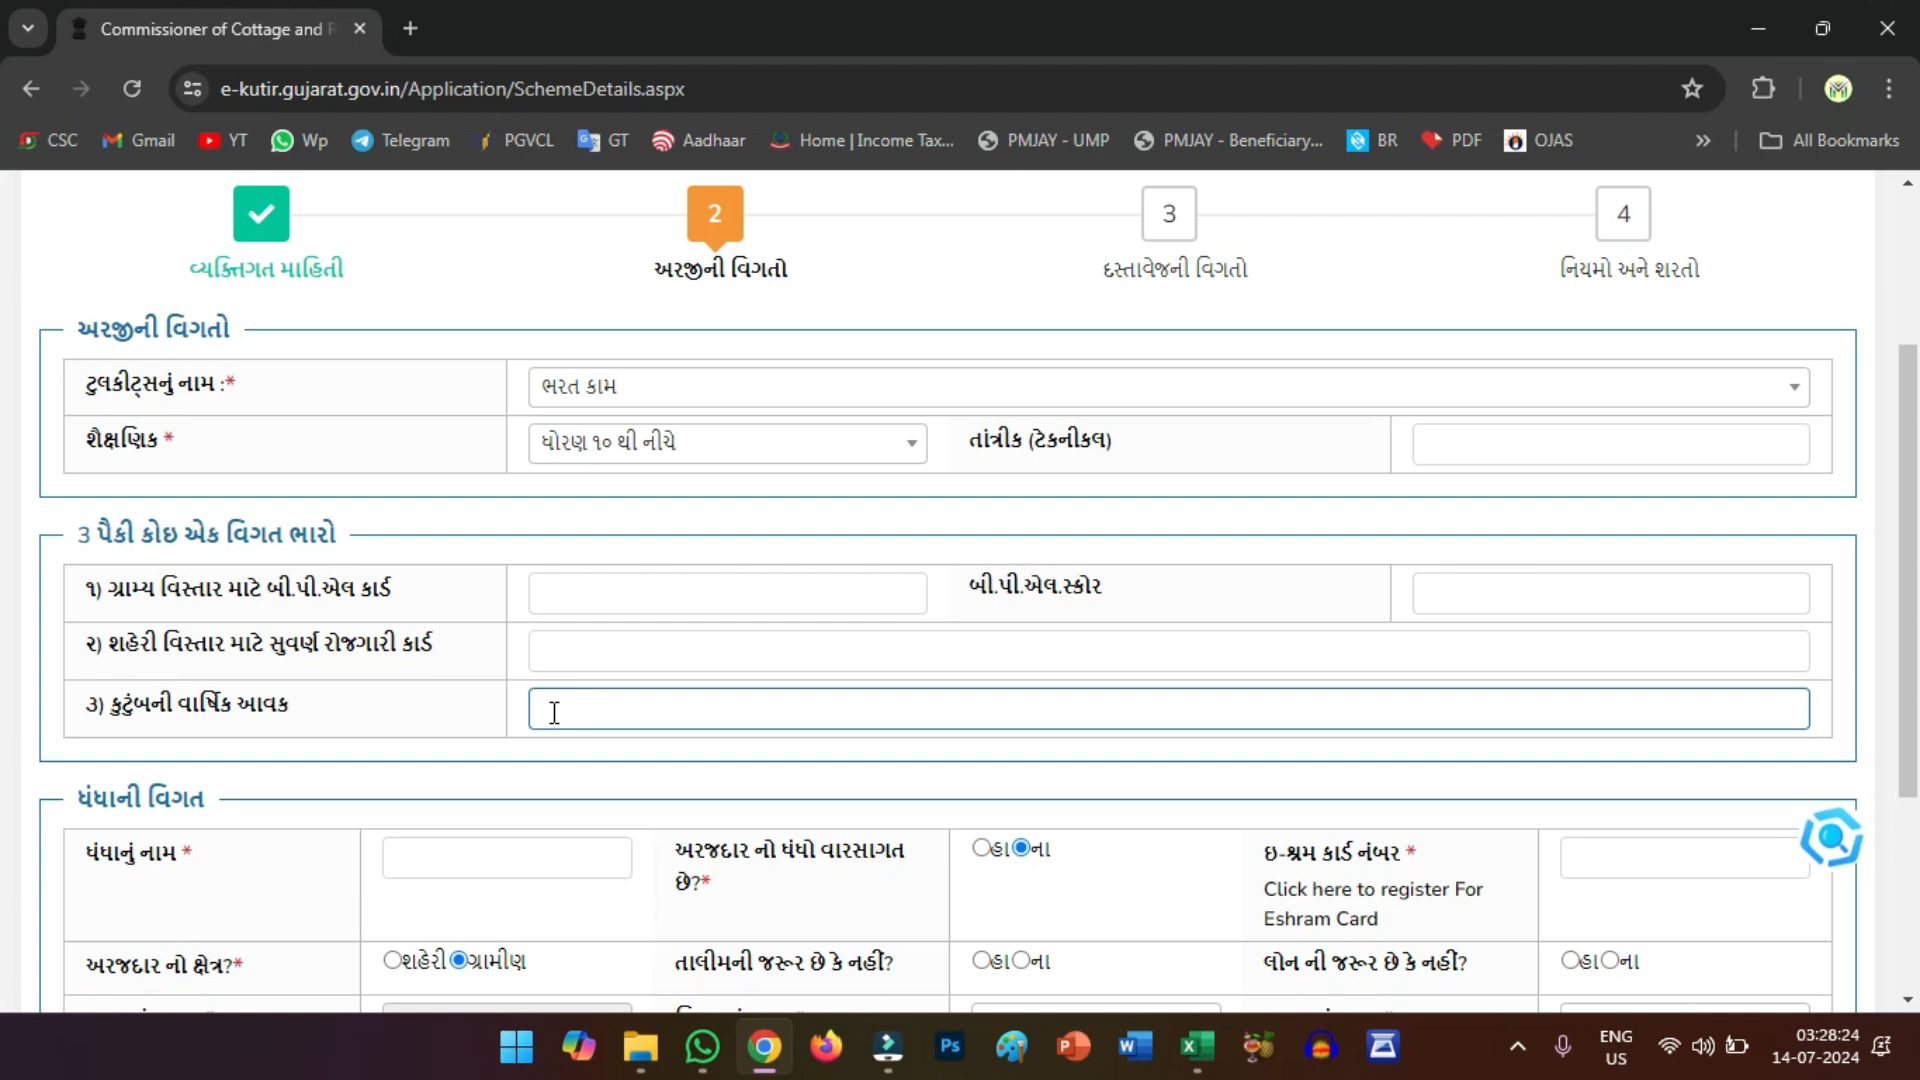 Commissioner of Cottage and R
e-kutir.gujarat.gov.in/Application/SchemeDetails.aspx
CSC Gmail YT Wp Telegram PGVCL GT Aadhaar Home | Income Tax... PMJAY - UMP PMJAY - Beneficiary... BR PDF OJAS » All Bookmarks
2 3 4
વ્યક્તિગત માહિતી અરજીની વિગતો દસ્તાવેજની વિગતો નિયમો અને શરતો
અરજીની વિગતો
ટુલકીટ્સનું નામ :* ભરત કામ
શૈક્ષણિક * ધોરણ ૧૦ થી નીચે તાંત્રીક (ટેકનીકલ)
3 પૈકી કોઇ એક વિગત ભારો
૧) ગ્રામ્ય વિસ્તાર માટે બી.પી.એલ કાર્ડ બી.પી.એલ.સ્કોર
૨) શહેરી વિસ્તાર માટે સુવર્ણ રોજગારી કાર્ડ
૩) કુટુંબની વાર્ષિક આવક
ધંધાની વિગત
ધંધાનું નામ * અરજદાર નો ધંધો વારસાગત છે?* હા ના ઇ-શ્રમ કાર્ડ નંબર *
Click here to register For
Eshram Card
અરજદાર નો ક્ષેત્ર?* શહેરી ગ્રામીણ તાલીમની જરૂર છે કે નહીં? હા ના લોન ની જરૂર છે કે નહીં? હા ના
Ps
ENG
US
03:28:24
14-07-2024